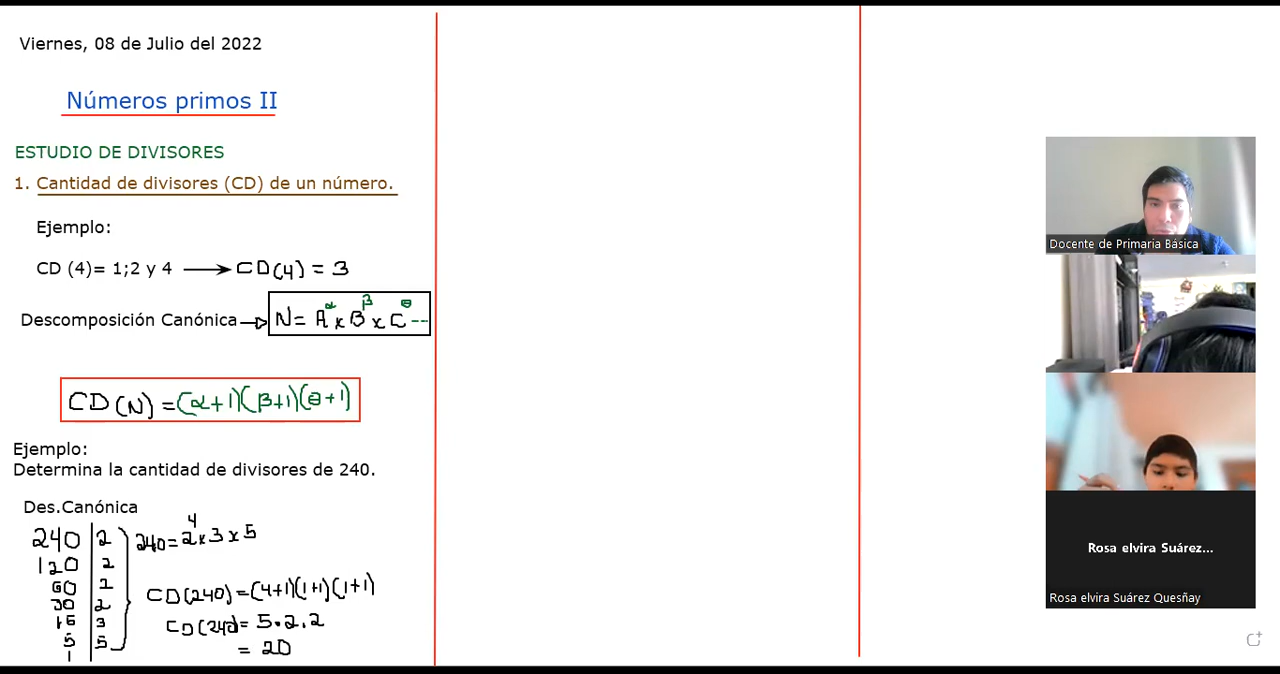 Viernes, 08 de Julio del 2022
Números primos II
ESTUDIO DE DIVISORES
1. Cantidad de divisores (CD) de un número.
Ejemplo:
CD (4)= 1;2 y 4 → CD(4) = 3
Descomposición Canónica → N = A^α x B^β x C^θ ---
CD(N) = (α+1)(β+1)(θ+1)
Ejemplo:
Determina la cantidad de divisores de 240.
Des.Canónica
240 | 2
120 | 2
60 | 2
30 | 2
15 | 3
5 | 5
1
240 = 2^4 x 3 x 5
CD(240) = (4+1)(1+1)(1+1)
CD(240) = 5.2.2
= 20
Docente de Primaria Básica
Rosa elvira Suárez...
Rosa elvira Suárez Quesñay